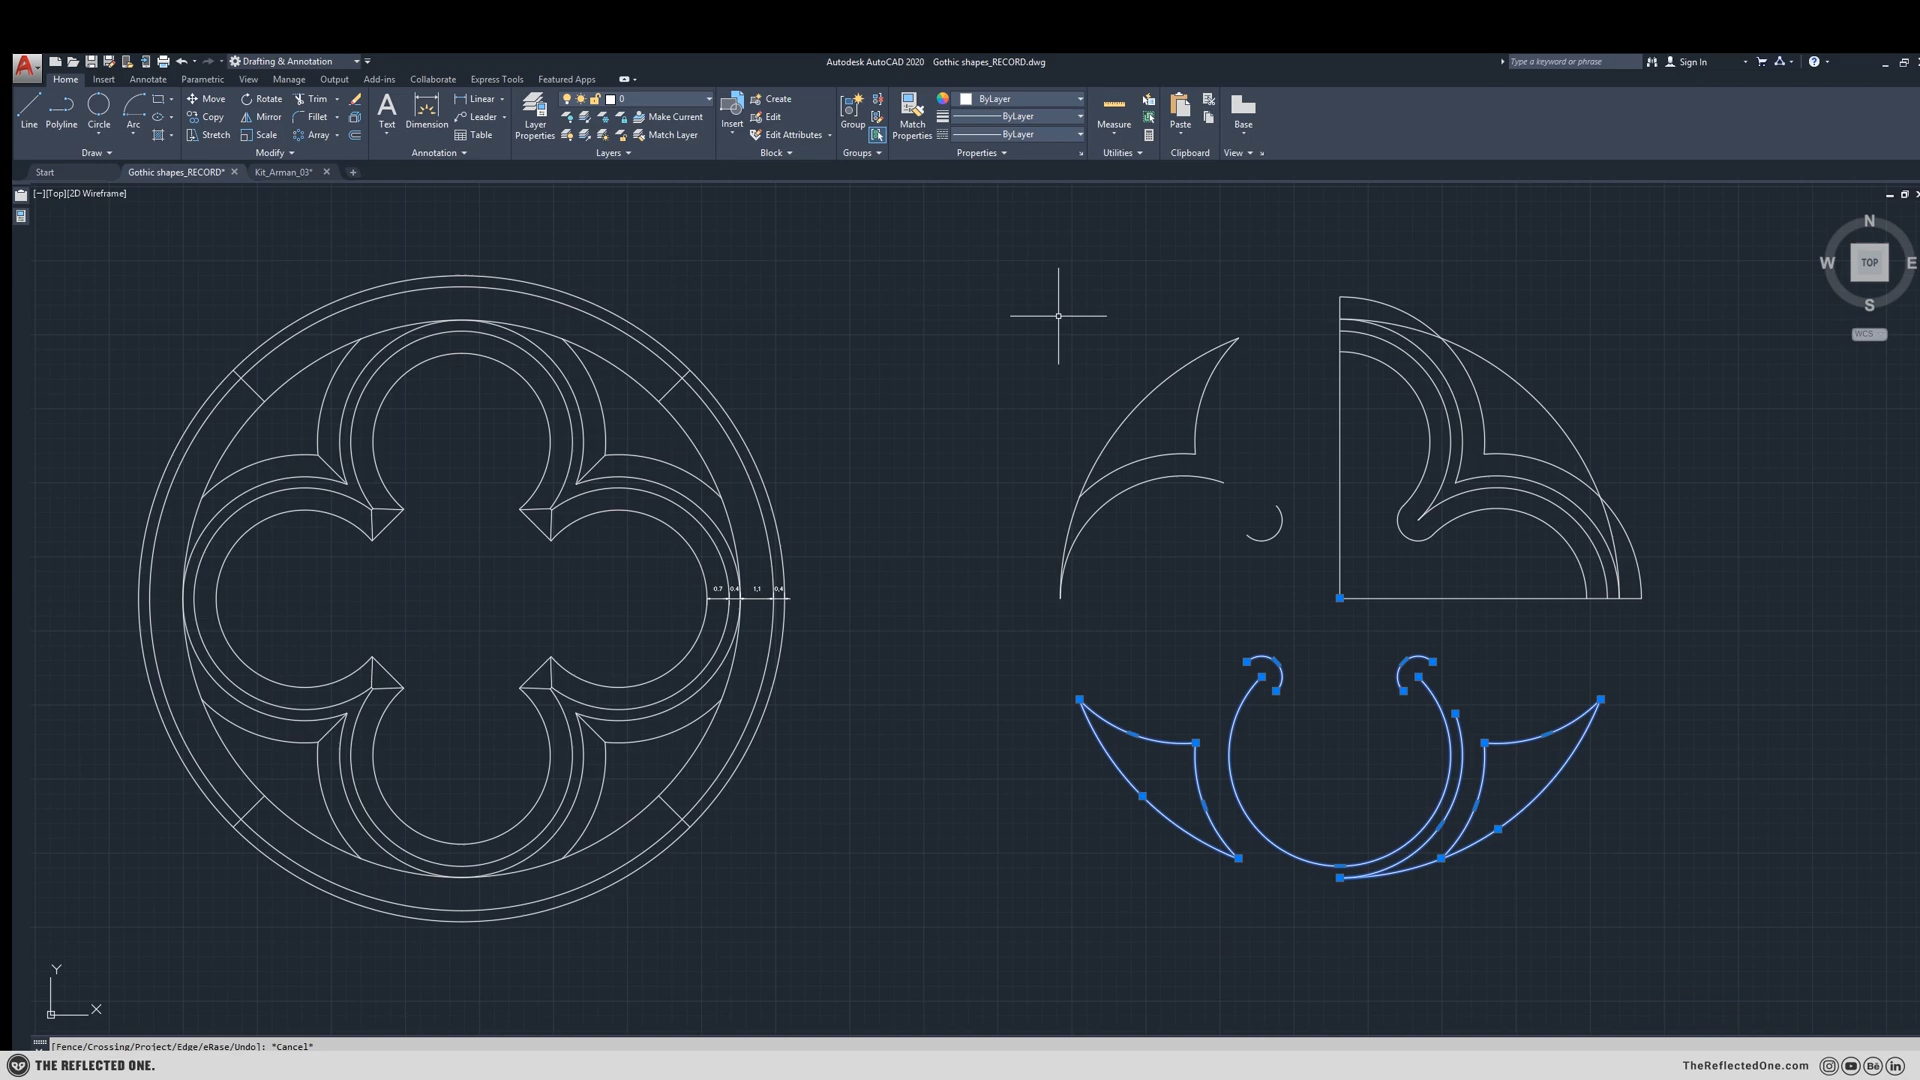 Drafting & Annotation
Autodesk AutoCAD 2020 Gothic shapes_RECORD.dwg
Type a keyword or phrase
Sign In
Home Insert Annotate Parametric View Manage Output Add-ins Collaborate Express Tools Featured Apps
Line Polyline Circle Arc
Move Rotate Trim
Copy Mirror Fillet
Stretch Scale Array
Text Dimension
Linear
Leader
Table
Layer Properties
0
Make Current
Match Layer
Insert
Create
Edit
Edit Attributes
Group
Match Properties
ByLayer
ByLayer
ByLayer
Measure
Paste
Base
Draw Modify Annotation Layers Block Groups Properties Utilities Clipboard View
Start Gothic shapes_RECORD* Kit_Arman_03*
[−][Top][2D Wireframe]
N
W TOP E
S
WCS
0.7 0.4 1,1 0,4
Y
X
[Fence/Crossing/Project/Edge/eRase/Undo]: *Cancel*
THE REFLECTED ONE.
TheReflectedOne.com